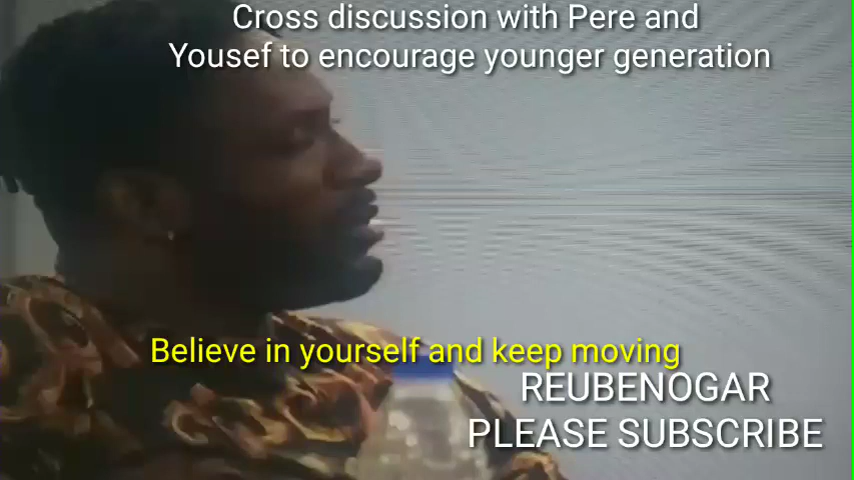 Cross discussion with Pere and
Yousef to encourage younger generation
Believe in yourself and keep moving
REUBENOGAR
PLEASE SUBSCRIBE